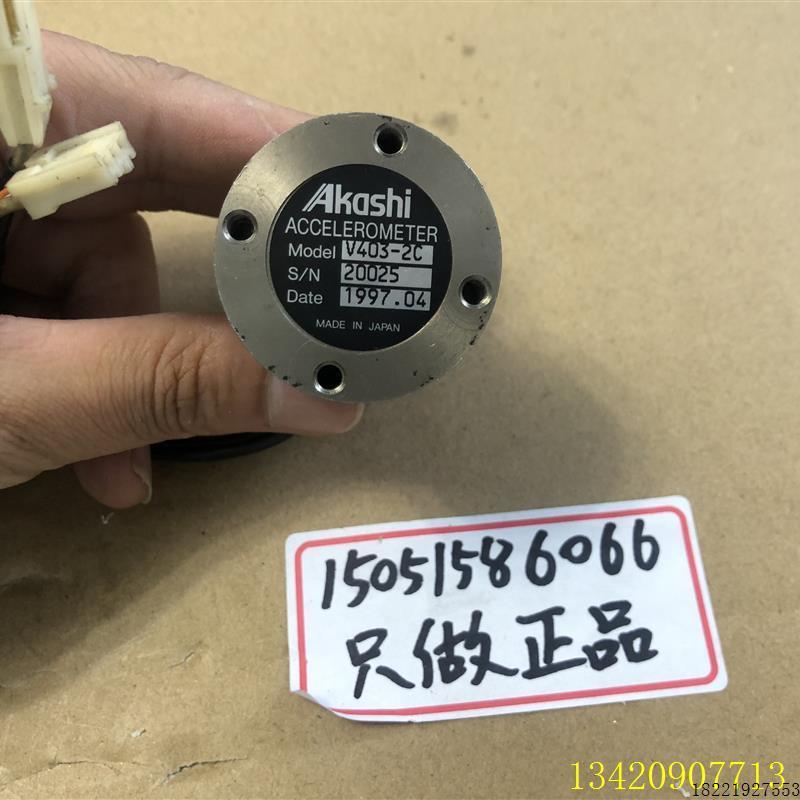 Akashi
ACCELEROMETER
Model V403-2C
S/N 20025
Date 1997.04
MADE IN JAPAN
15051586066
只做正品
13420907713
18221927553